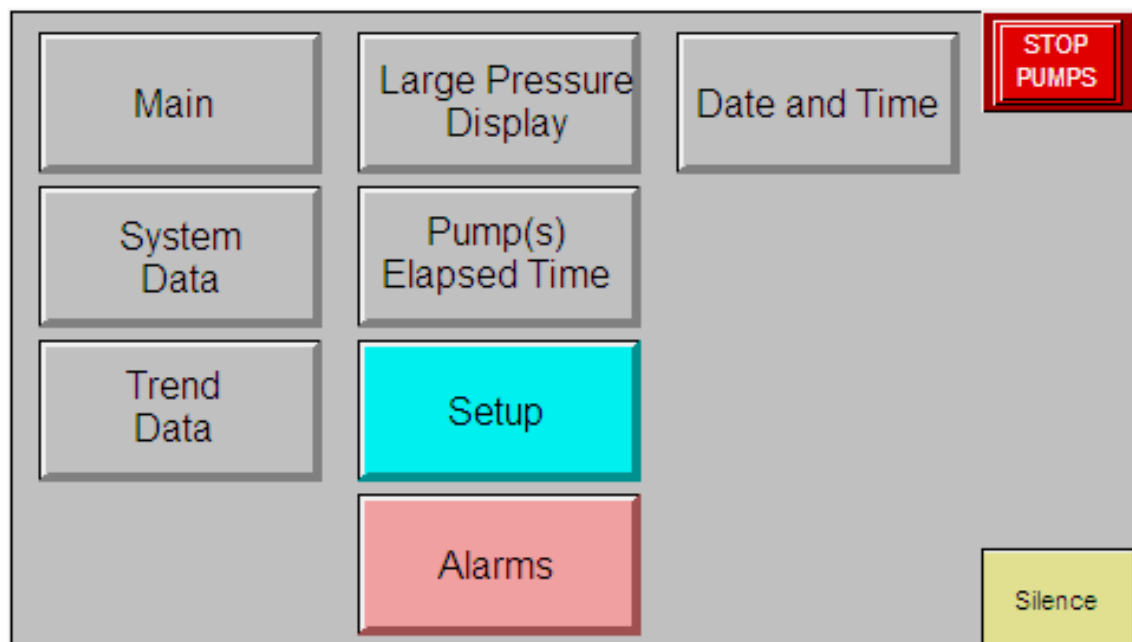 Main
Large Pressure
Display
Date and Time
STOP
PUMPS
System
Data
Pump(s)
Elapsed Time
Trend
Data
Setup
Alarms
Silence